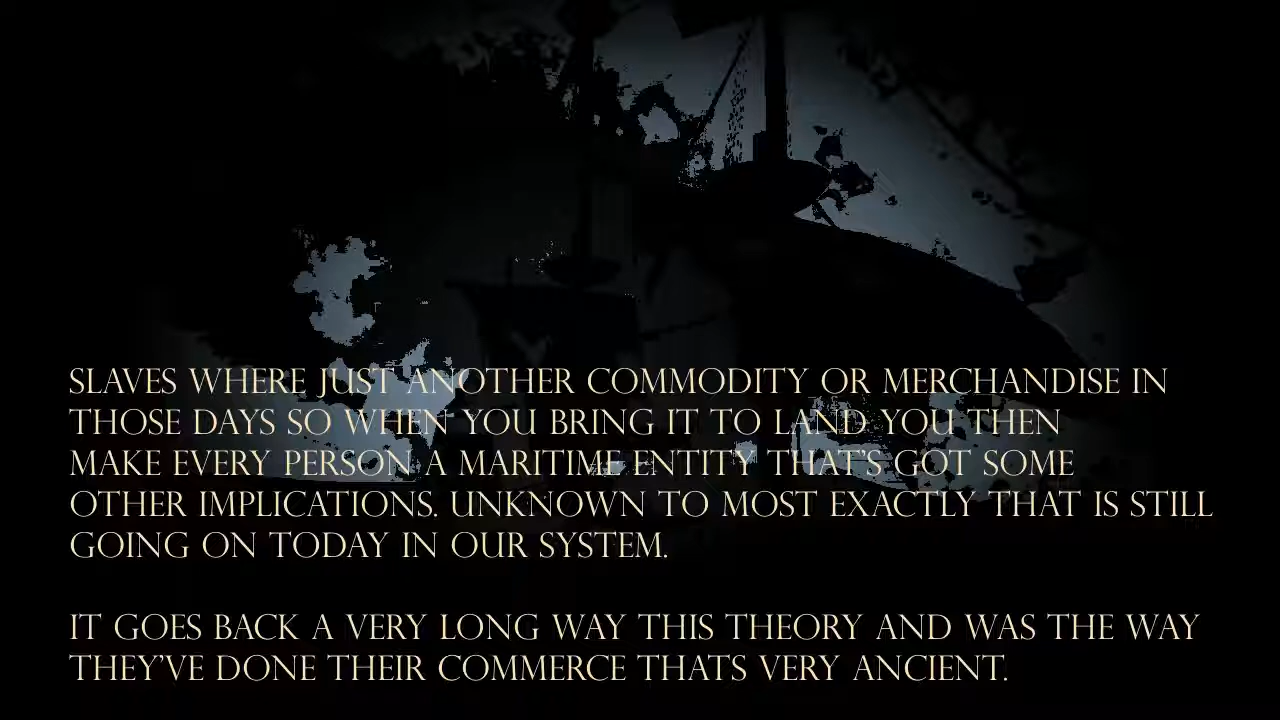 SLAVES WHERE JUST ANOTHER COMMODITY OR MERCHANDISE IN
THOSE DAYS SO WHEN YOU BRING IT TO LAND YOU THEN
MAKE EVERY PERSON A MARITIME ENTITY THAT'S GOT SOME
OTHER IMPLICATIONS. UNKNOWN TO MOST EXACTLY THAT IS STILL
GOING ON TODAY IN OUR SYSTEM.
IT GOES BACK A VERY LONG WAY THIS THEORY AND WAS THE WAY
THEY'VE DONE THEIR COMMERCE THATS VERY ANCIENT.